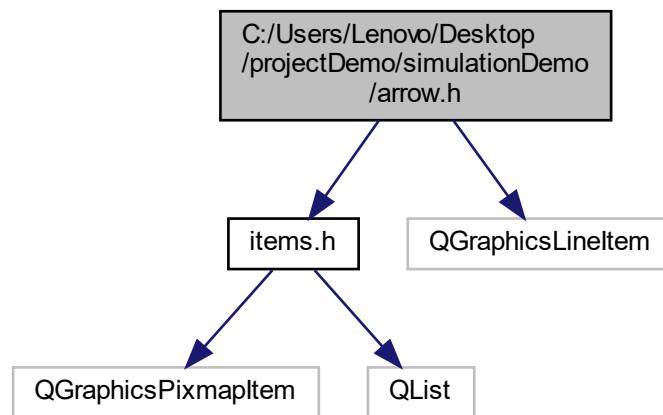 C:/Users/Lenovo/Desktop
/projectDemo/simulationDemo
/arrow.h
items.h
QGraphicsLineItem
QGraphicsPixmapItem
QList